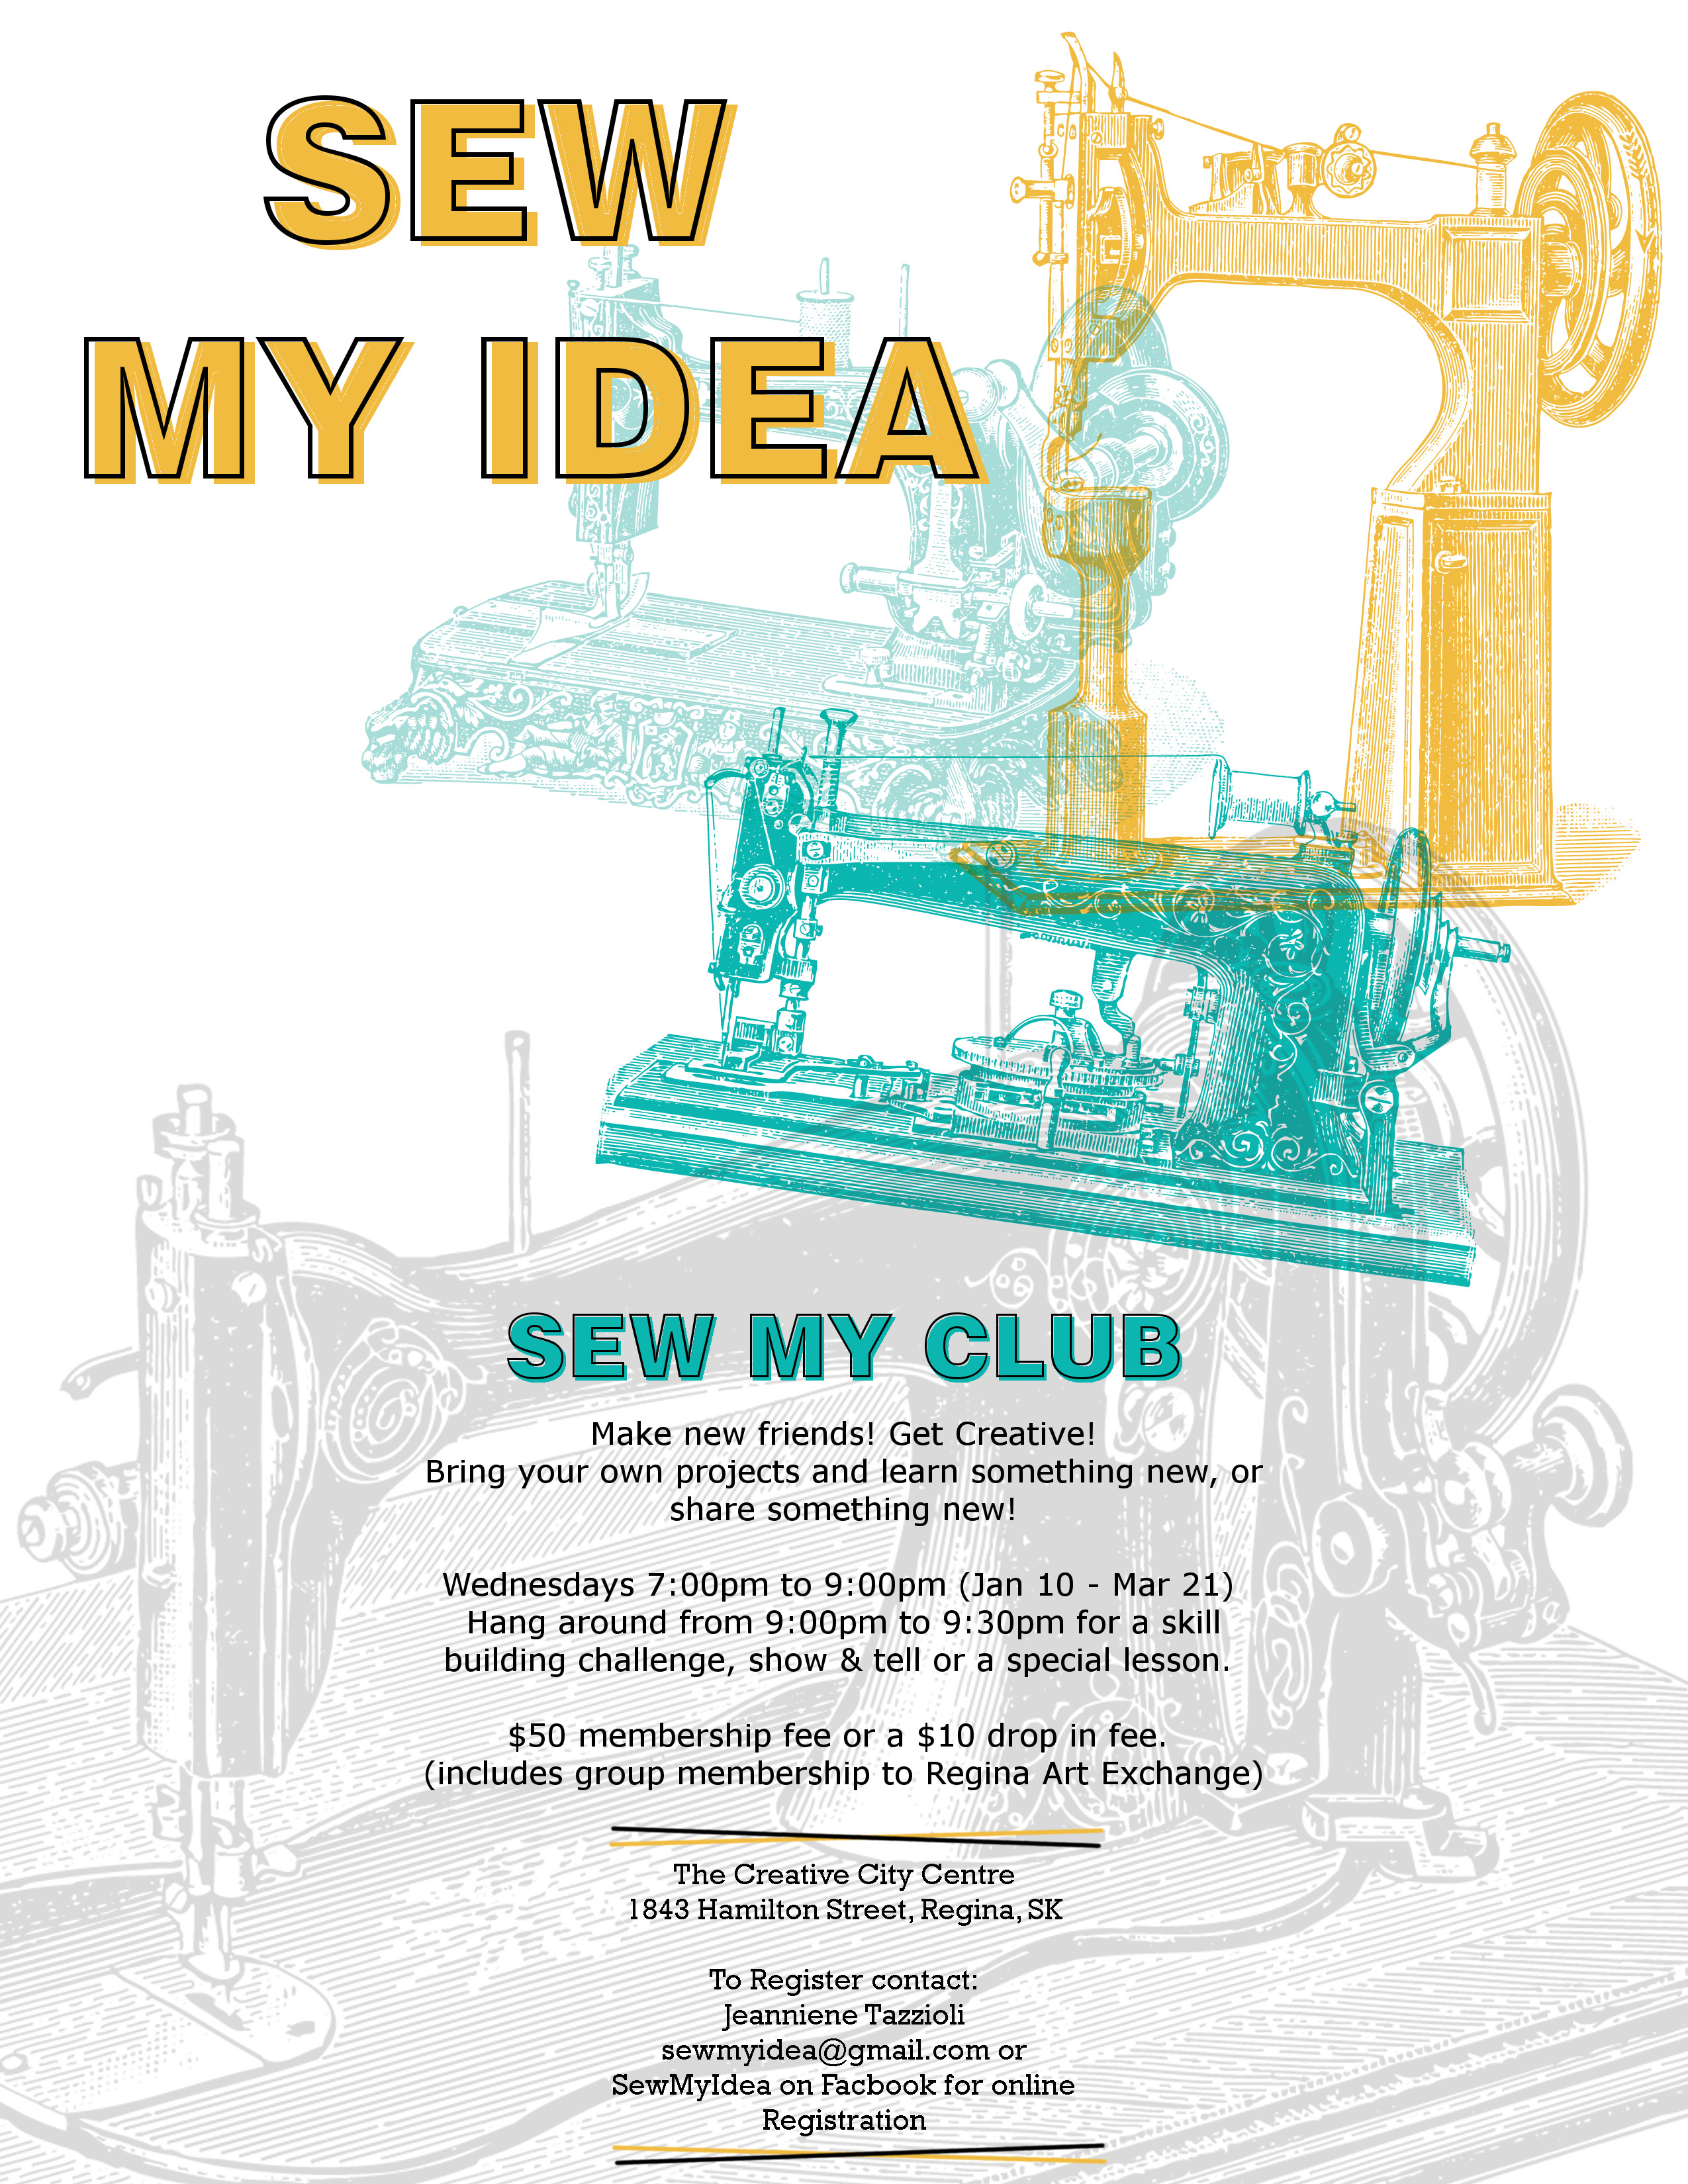 SEW
MY IDEA
SEW MY CLUB
Make new friends! Get Creative!
Bring your own projects and learn something new, or
share something new!
Wednesdays 7:00pm to 9:00pm (Jan 10 - Mar 21)
Hang around from 9:00pm to 9:30pm for a skill
building challenge, show & tell or a special lesson.
$50 membership fee or a $10 drop in fee.
(includes group membership to Regina Art Exchange)
The Creative City Centre
1843 Hamilton Street, Regina, SK
To Register contact:
Jeanniene Tazzioli
sewmyidea@gmail.com or
SewMyIdea on Facbook for online
Registration